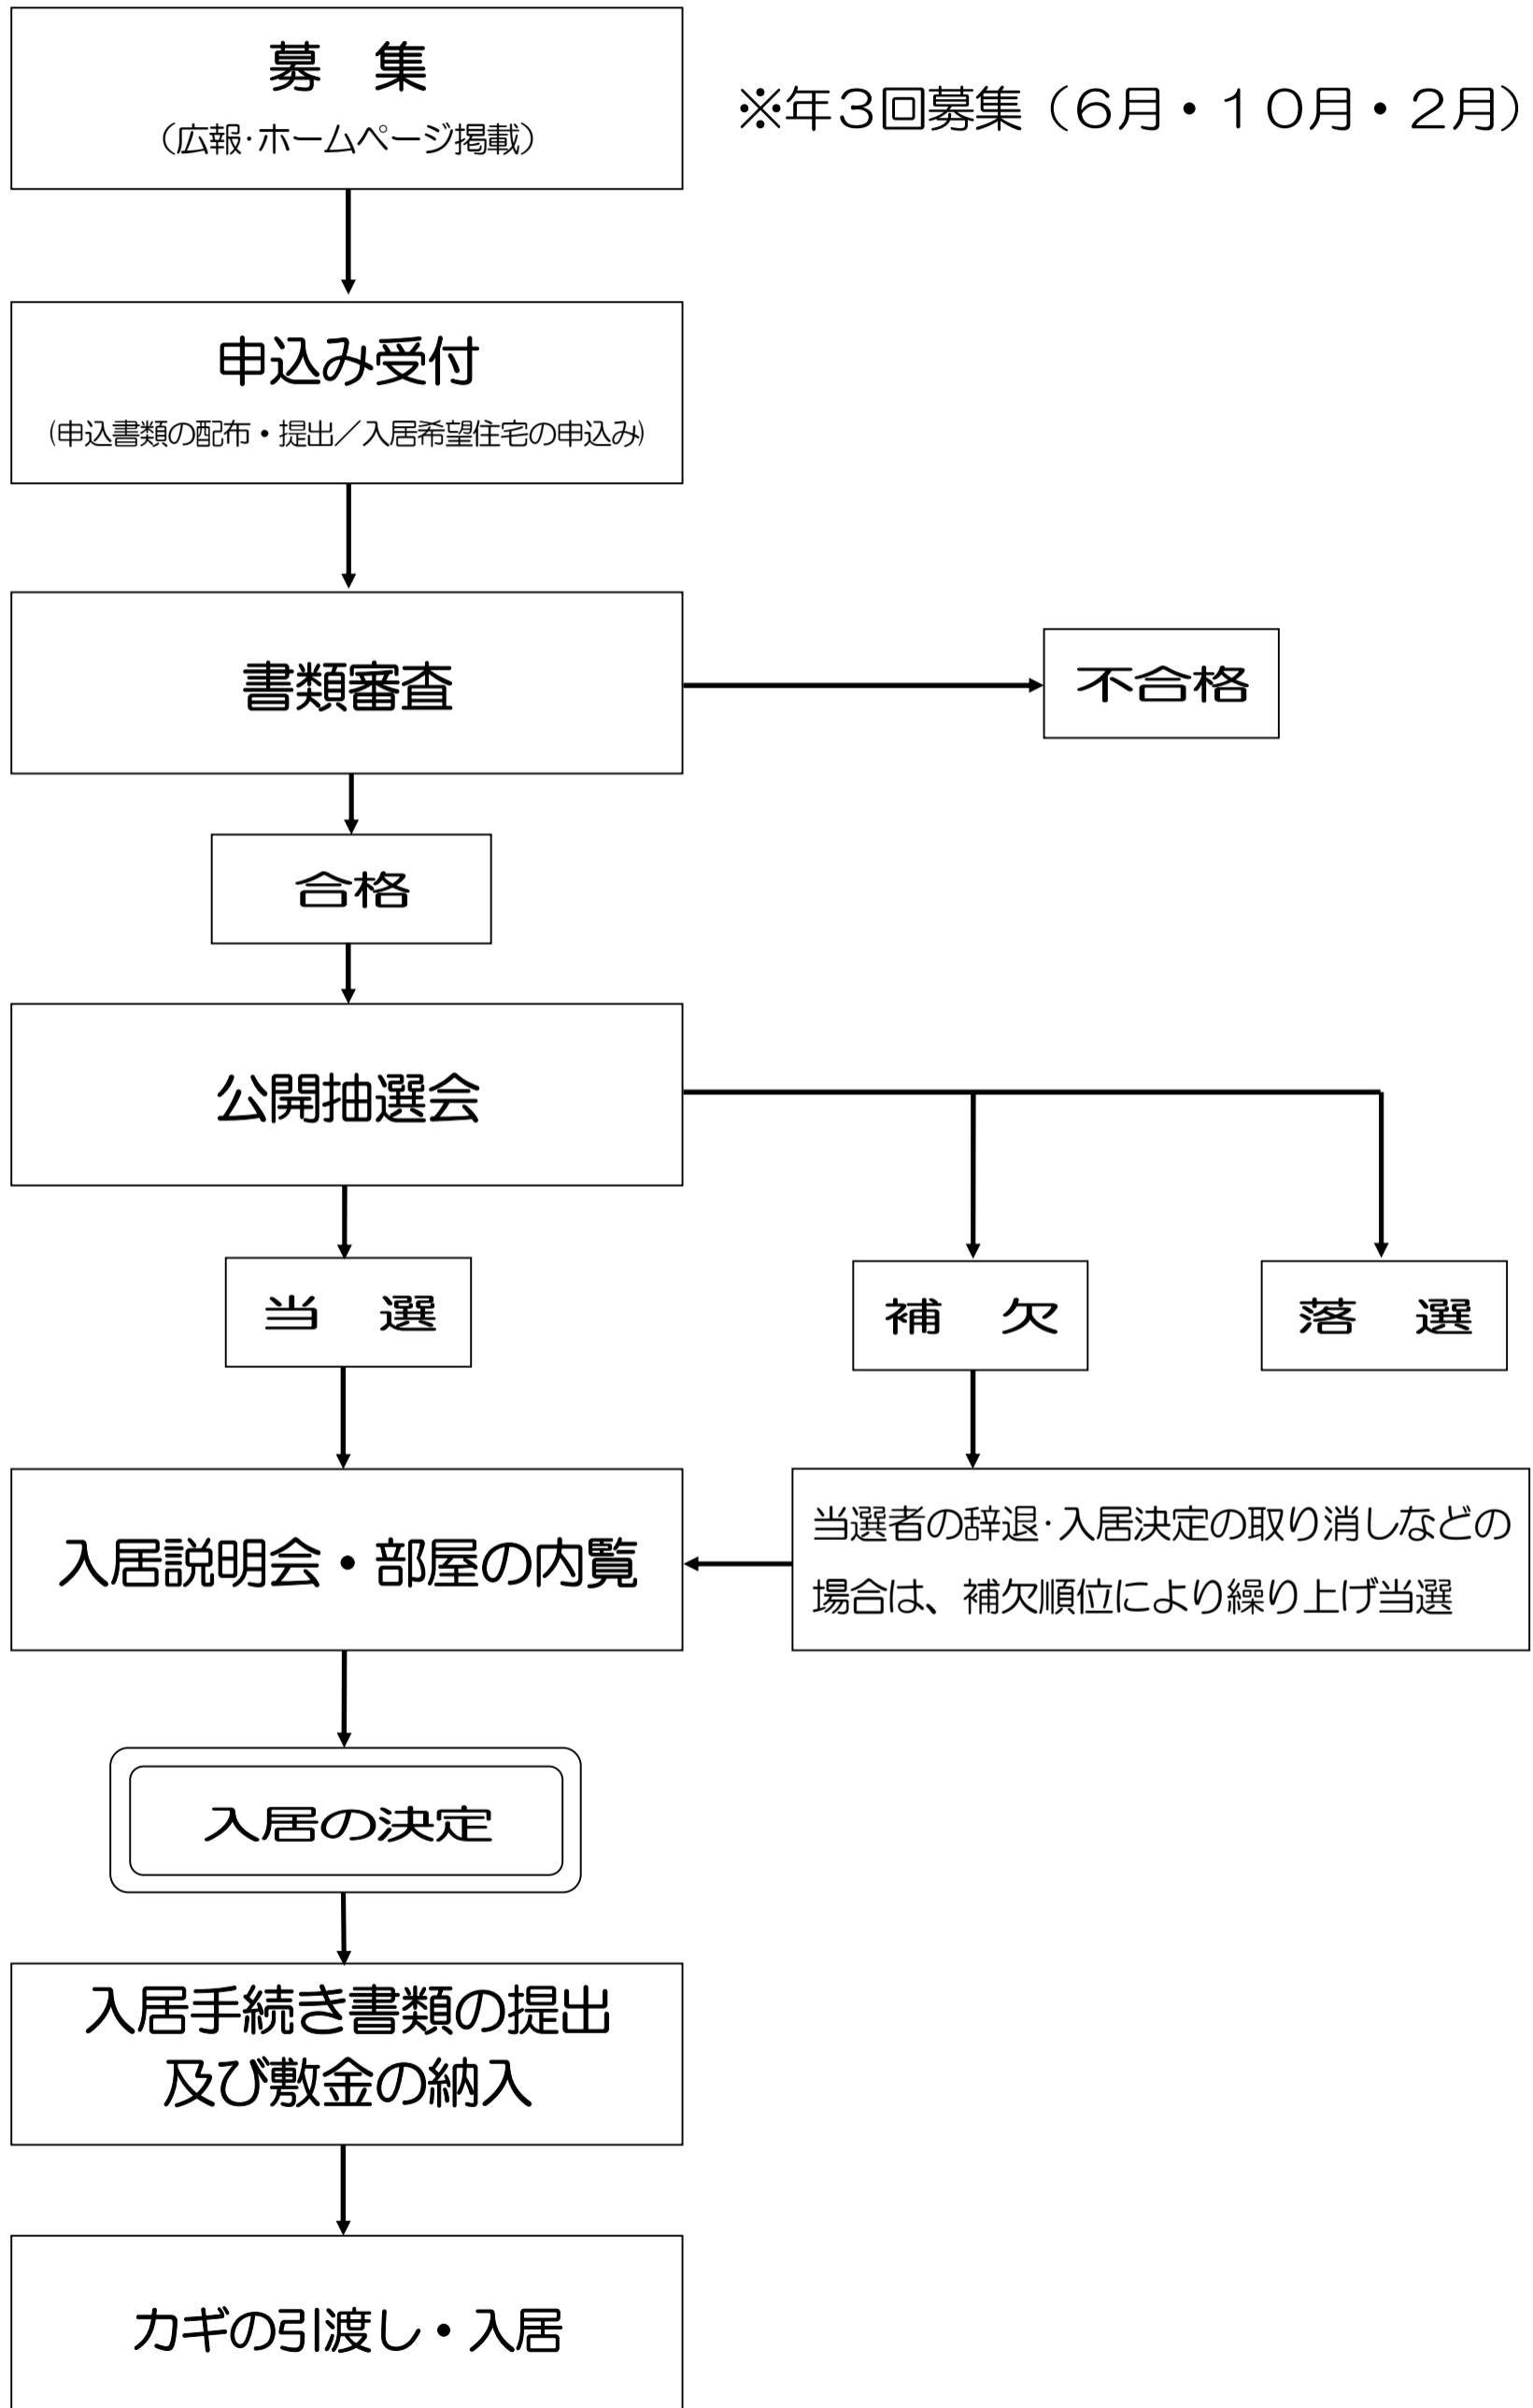 募　集
（広報・ホームページ掲載）
※年３回募集（６月・１０月・２月）
申込み受付
（申込書類の配布・提出／入居希望住宅の申込み）
書類審査
不合格
合格
公開抽選会
当　選
補　欠
落　選
入居説明会・部屋の内覧
当選者の辞退・入居決定の取り消しなどの
場合は、補欠順位により繰り上げ当選
入居の決定
入居手続き書類の提出
及び敷金の納入
カギの引渡し・入居